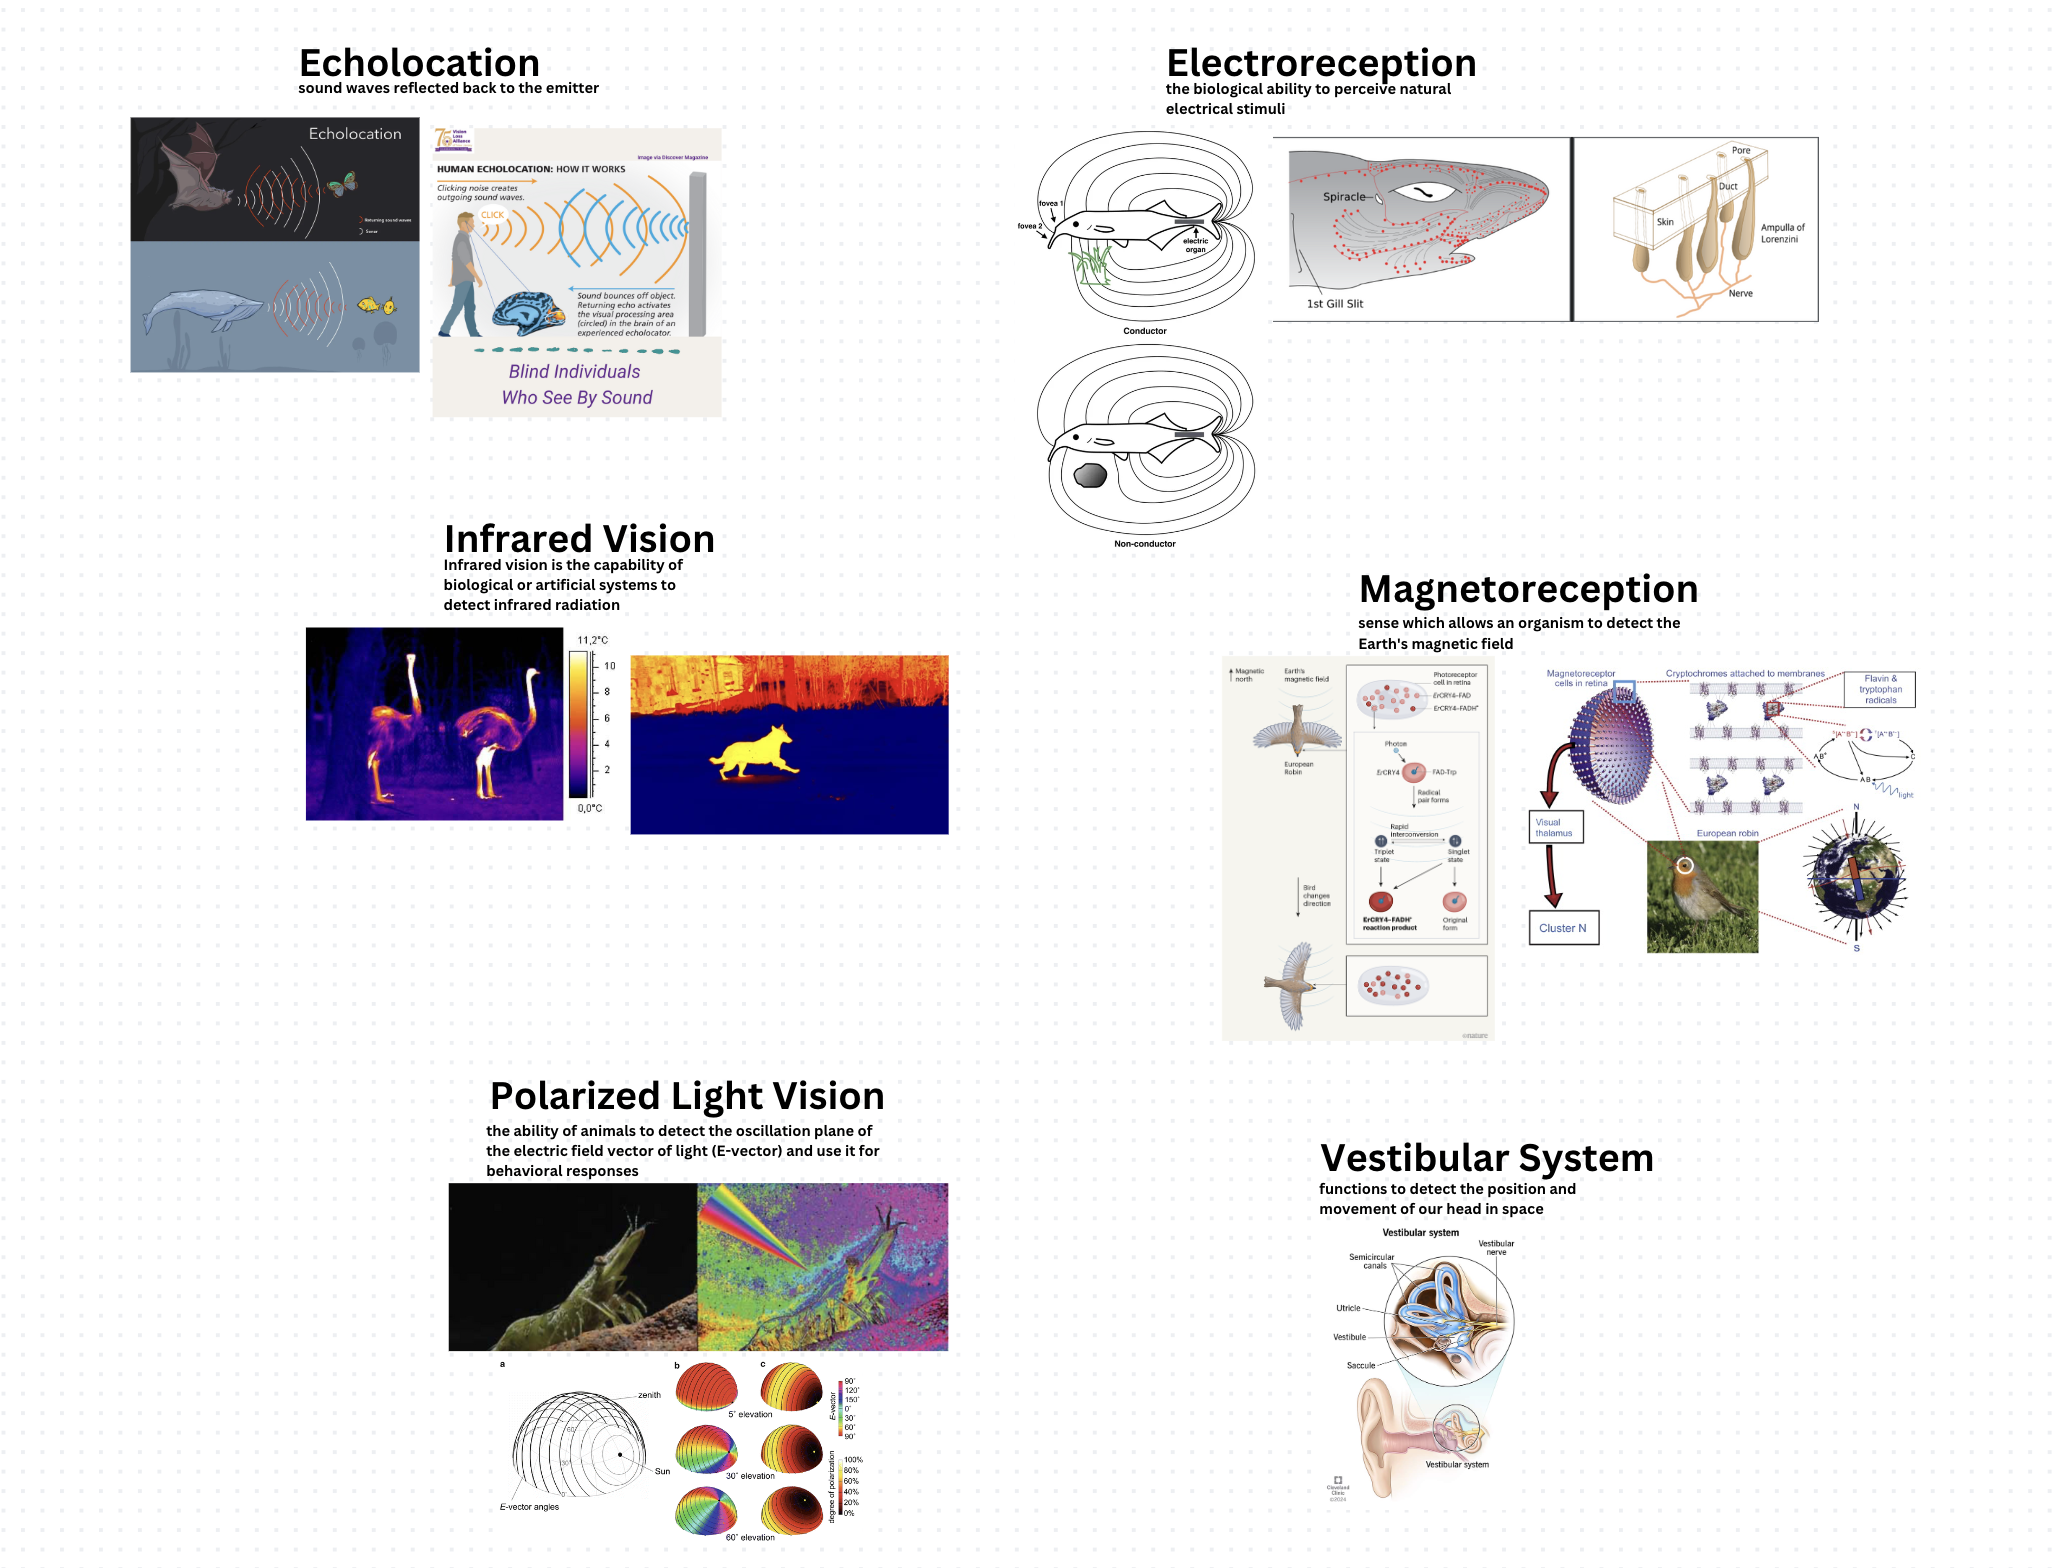 Echolocation
sound waves reflected back to the emitter
Echolocation
Returning sound waves
Sonar
75
Vision
Loss
Alliance
Image via Discover Magazine
HUMAN ECHOLOCATION: HOW IT WORKS
Clicking noise creates
outgoing sound waves.
CLICK
Sound bounces off object.
Returning echo activates
the visual processing area
(circled) in the brain of an
experienced echolocator.
Blind Individuals
Who See By Sound
Electroreception
the biological ability to perceive natural
electrical stimuli
fovea 1
fovea 2
electric
organ
Conductor
Non-conductor
Spiracle
1st Gill Slit
Pore
Duct
Skin
Ampulla of
Lorenzini
Nerve
Infrared Vision
Infrared vision is the capability of
biological or artificial systems to
detect infrared radiation
11,2°C
10
8
6
4
2
0,0°C
Magnetoreception
sense which allows an organism to detect the
Earth's magnetic field
Magnetic
north
Earth's
magnetic field
European
Robin
Photoreceptor
cell in retina
ErCRY4–FAD
ErCRY4–FADH•
Photon
ErCRY4
FAD-Trp
Radical
pair forms
Rapid
Interconversion
Triplet
state
Singlet
state
ErCRY4–FADH•
reaction product
Original
form
Bird
changes
direction
©nature
Magnetoreceptor
cells in retina
Cryptochromes attached to membranes
Flavin &
tryptophan
radicals
A B
C
light
Visual
thalamus
Cluster N
European robin
N
S
Polarized Light Vision
the ability of animals to detect the oscillation plane of
the electric field vector of light (E-vector) and use it for
behavioral responses
a
zenith
60°
30°
0°
Sun
E-vector angles
b
c
5° elevation
30° elevation
60° elevation
E-vector
90°
120°
150°
0°
30°
60°
90°
degree of polarization
100%
80%
60%
40%
20%
0%
Vestibular System
functions to detect the position and
movement of our head in space
Vestibular system
Semicircular
canals
Vestibular
nerve
Utricle
Vestibule
Saccule
Vestibular system
Cleveland
Clinic
©2024